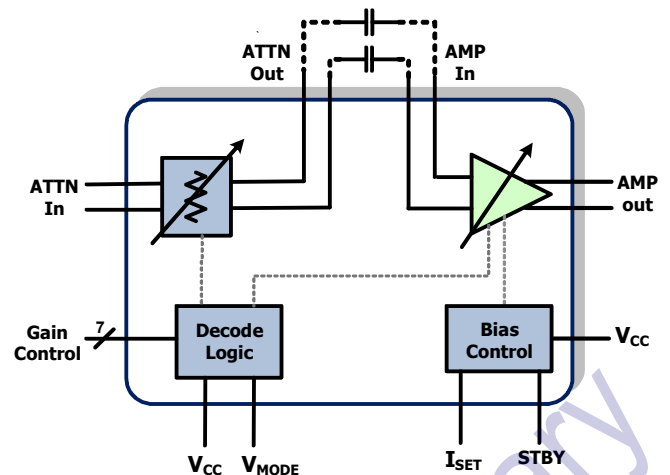 ATTN
Out
AMP
In
ATTN
In
AMP
out
Gain
Control
7
Decode
Logic
Bias
Control
VCC
VCC
VMODE
ISET
STBY